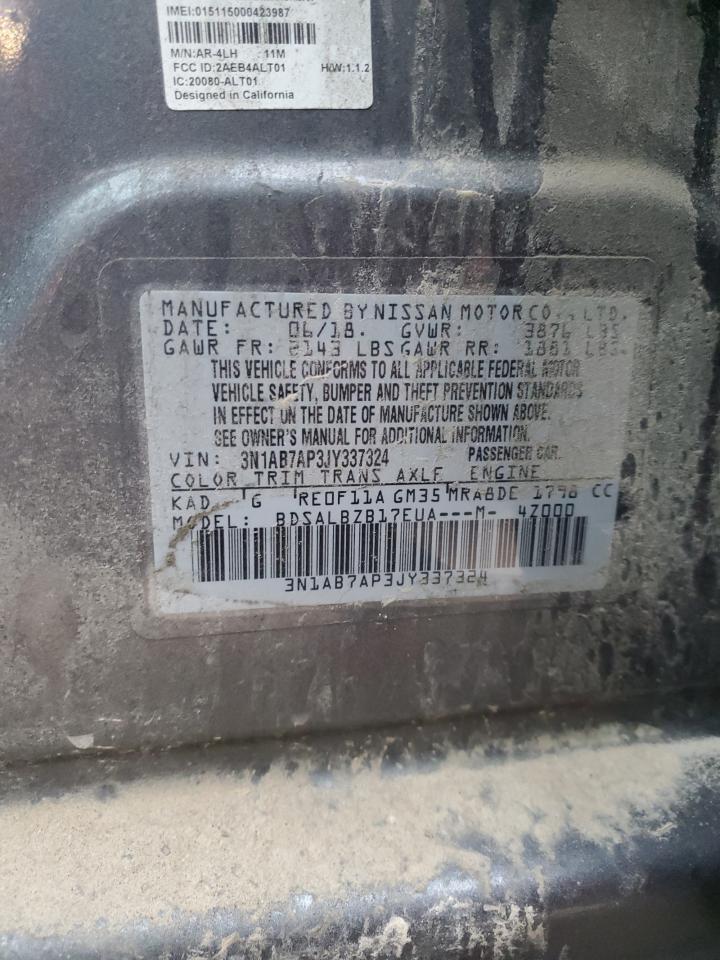 IMEI:015115000423987
M/N:AR-4LH 11M
FCC ID:2AEB4ALT01 H/W:1.1.2
IC:20080-ALT01
Designed in California
MANUFACTURED BY NISSAN MOTOR CO., LTD.
DATE: 06/18. GVWR: 3876 LBS
GAWR FR: 2143 LBS GAWR RR: 1881 LBS.
THIS VEHICLE CONFORMS TO ALL APPLICABLE FEDERAL MOTOR
VEHICLE SAFETY, BUMPER AND THEFT PREVENTION STANDARDS
IN EFFECT ON THE DATE OF MANUFACTURE SHOWN ABOVE.
SEE OWNER'S MANUAL FOR ADDITIONAL INFORMATION.
VIN: 3N1AB7AP3JY337324 PASSENGER CAR.
COLOR TRIM TRANS AXLE ENGINE
KAD G RE0F11A GM35 MRA8DE 1798 CC
MODEL: BDSALBZB17EUA---M- 4Z000
3N1AB7AP3JY337324